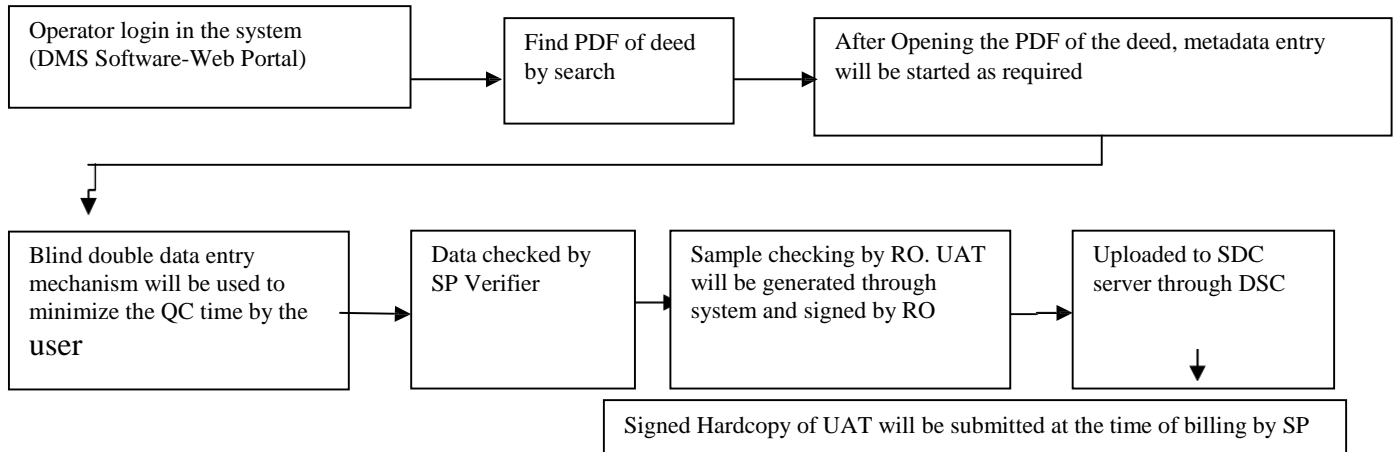 Operator login in the system
(DMS Software-Web Portal)
Find PDF of deed
by search
After Opening the PDF of the deed, metadata entry
will be started as required
Blind double data entry
mechanism will be used to
minimize the QC time by the
user
Data checked by
SP Verifier
Sample checking by RO. UAT
will be generated through
system and signed by RO
Uploaded to SDC
server through DSC
Signed Hardcopy of UAT will be submitted at the time of billing by SP